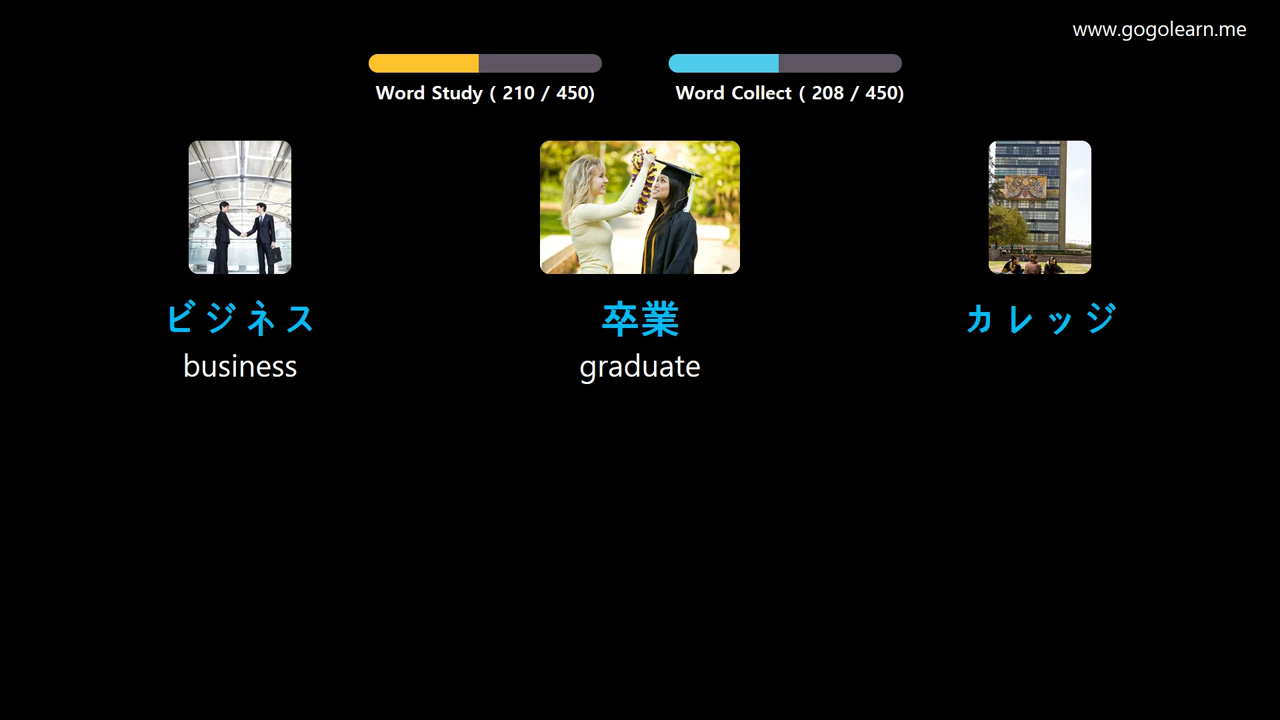 www.gogolearn.me
Word Study ( 210 / 450)
Word Collect ( 208 / 450)
ビジネス
卒業
カレッジ
business
graduate